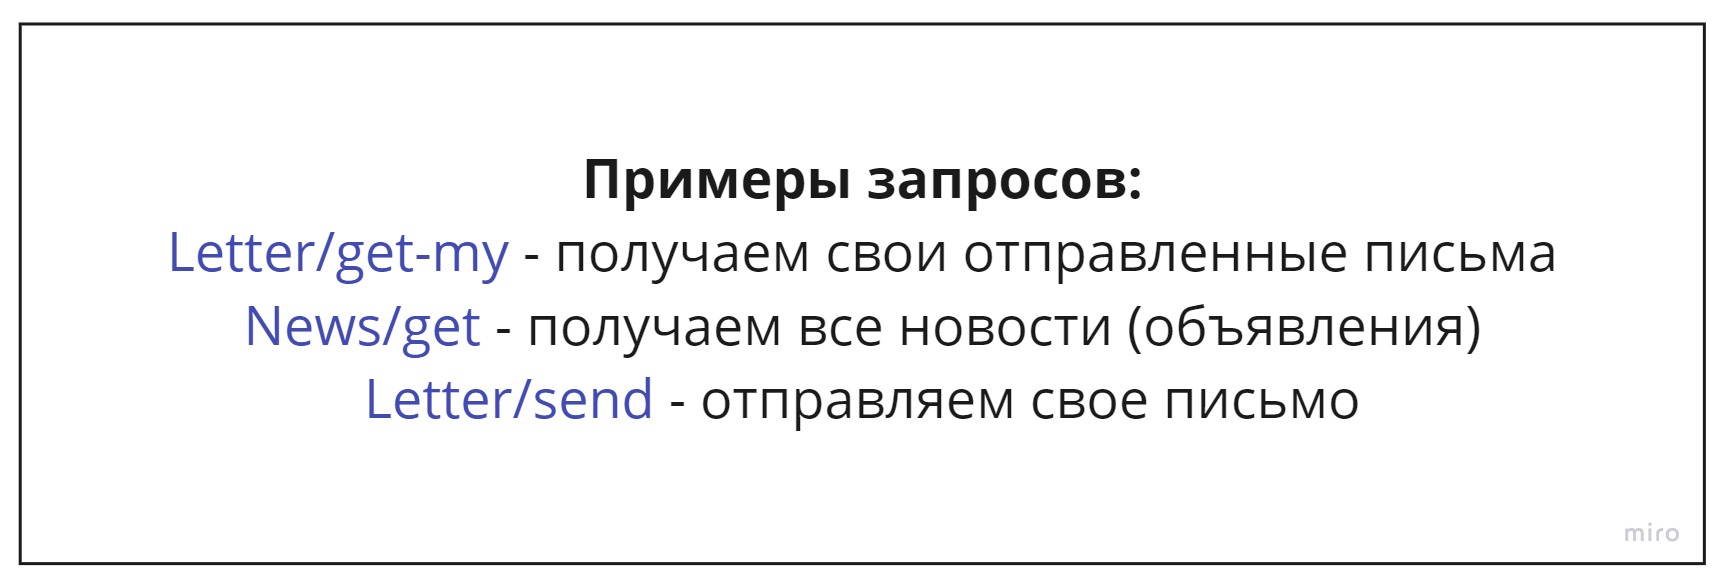 Примеры запросов:
Letter/get-my - получаем свои отправленные письма
News/get - получаем все новости (объявления)
Letter/send - отправляем свое письмо
miro